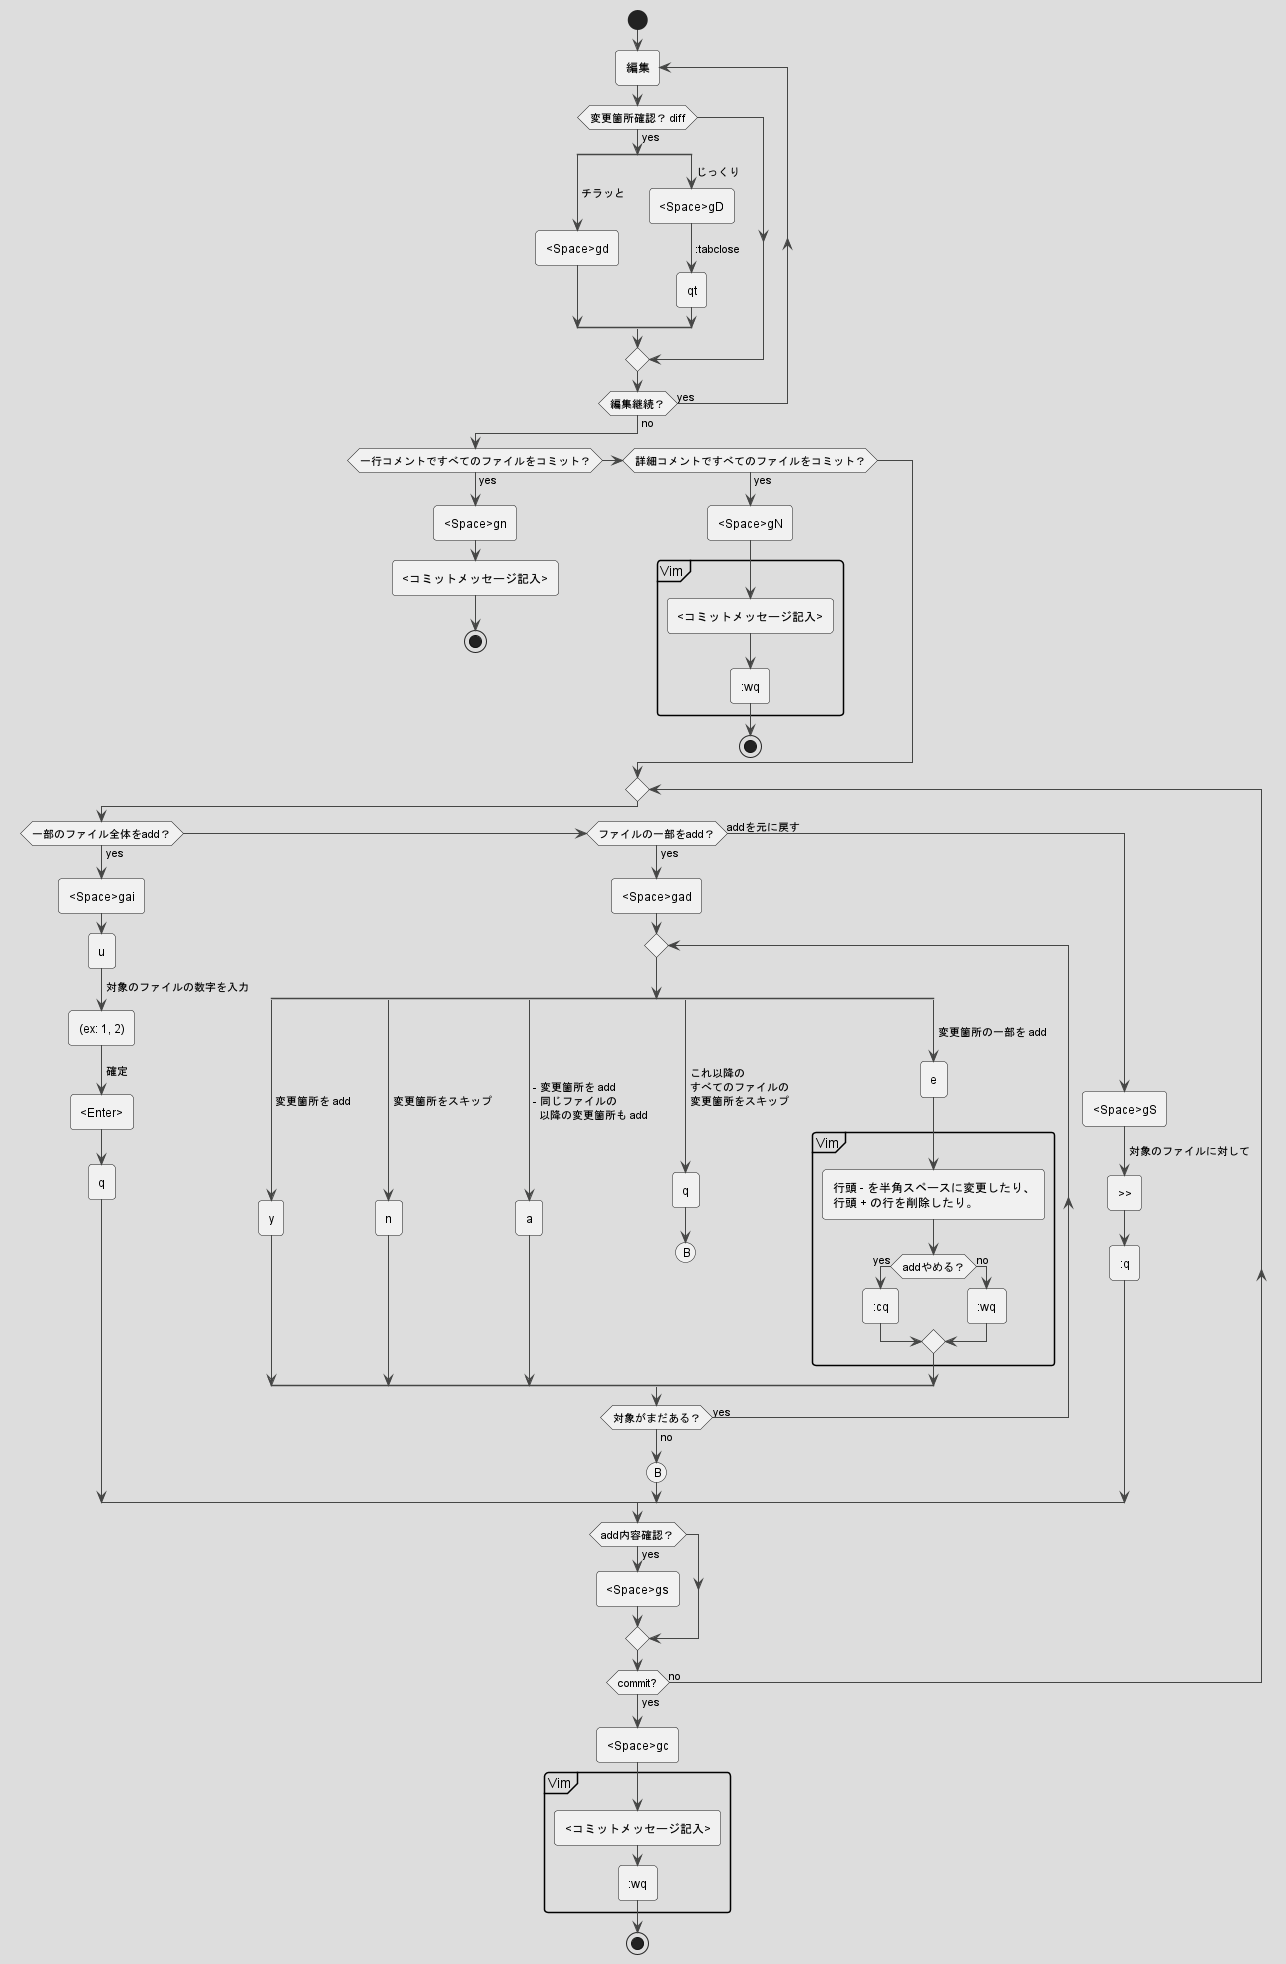 編集
変更箇所確認？ diff
yes
チラッと
じっくり
<Space>gD
<Space>gd
:tabclose
qt
編集継続？
yes
no
一行コメントですべてのファイルをコミット？
詳細コメントですべてのファイルをコミット？
yes
yes
<Space>gn
<Space>gN
<コミットメッセージ記入>
Vim
<コミットメッセージ記入>
:wq
一部のファイル全体をadd？
ファイルの一部をadd？
addを元に戻す
yes
yes
<Space>gai
<Space>gad
u
対象のファイルの数字を入力
(ex: 1, 2)
確定
<Enter>
q
変更箇所を add
y
変更箇所をスキップ
n
- 変更箇所を add
- 同じファイルの
以降の変更箇所も add
a
これ以降の
すべてのファイルの
変更箇所をスキップ
q
B
変更箇所の一部を add
e
Vim
行頭 - を半角スペースに変更したり、
行頭 + の行を削除したり。
addやめる？
yes
no
:cq
:wq
<Space>gS
対象のファイルに対して
>>
:q
対象がまだある？
yes
no
B
add内容確認？
yes
<Space>gs
commit?
no
yes
<Space>gc
Vim
<コミットメッセージ記入>
:wq